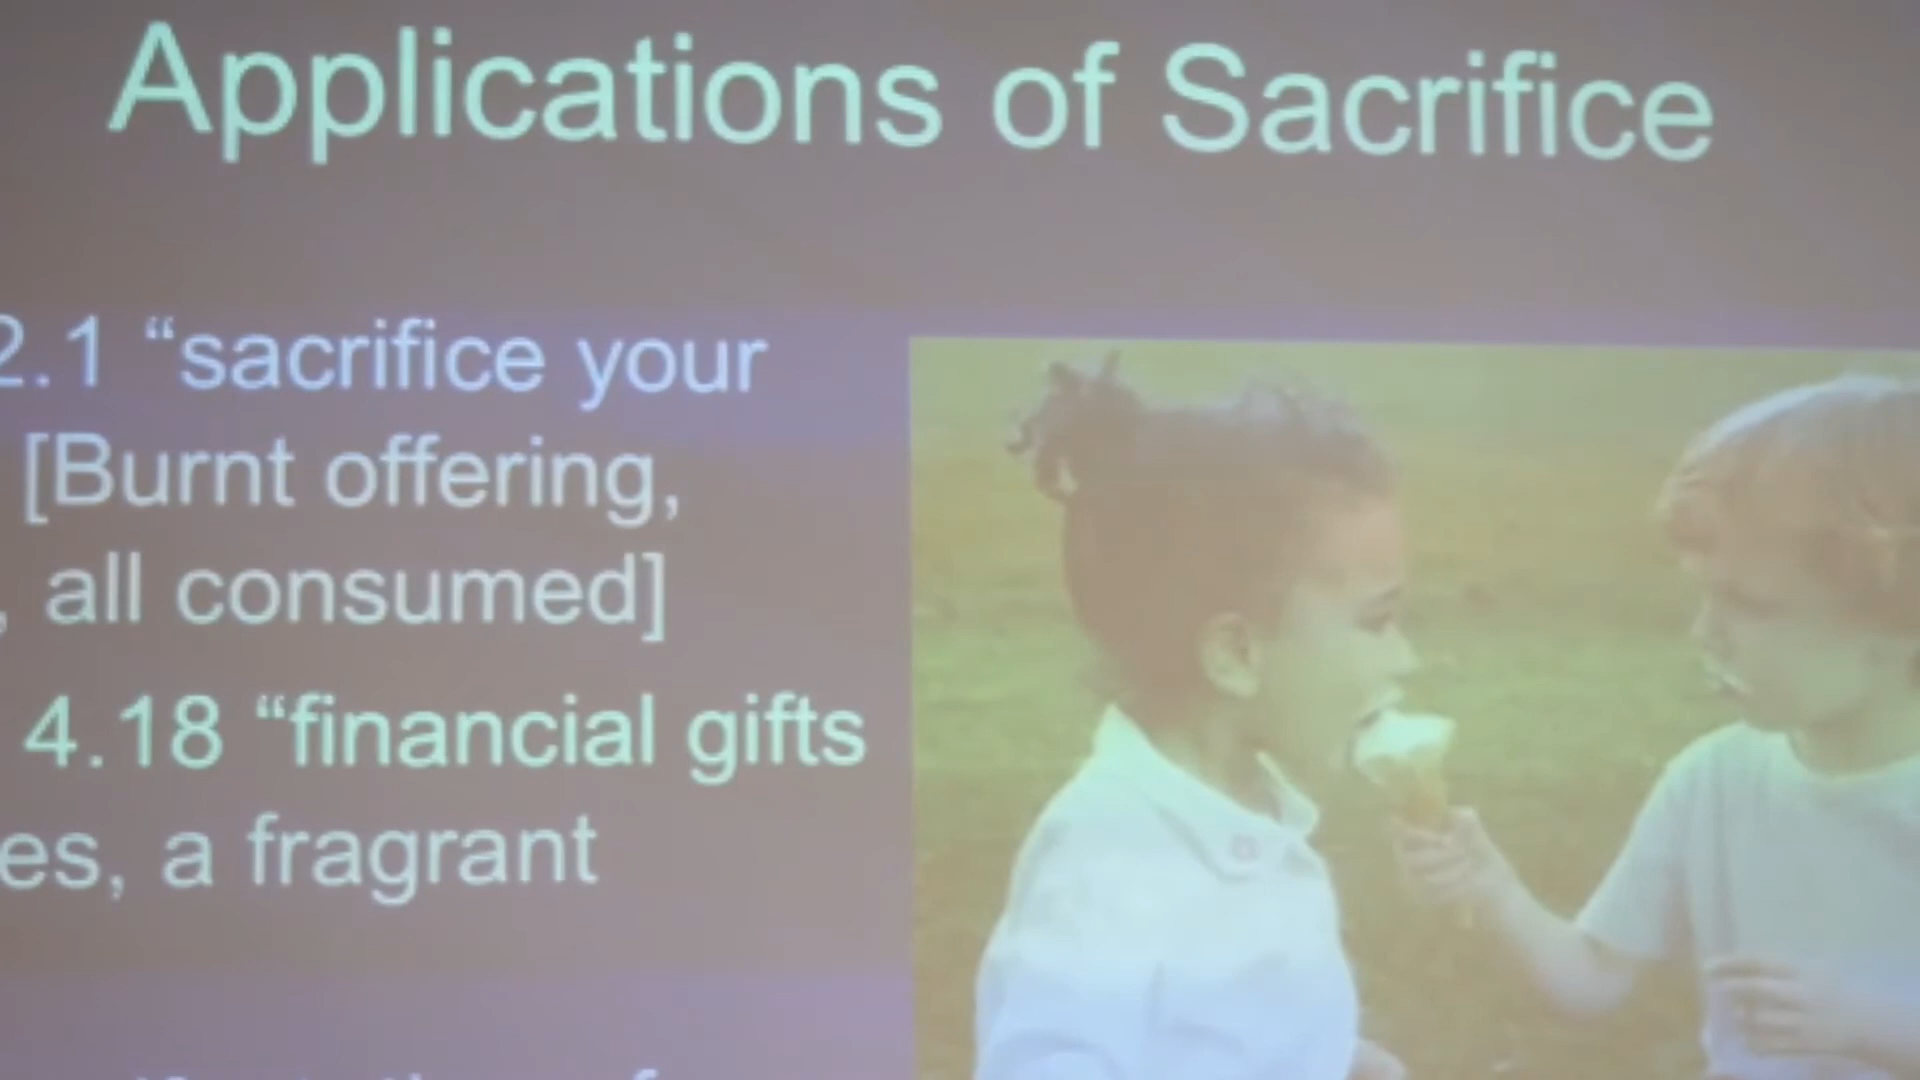 Applications of Sacrifice
2.1 “sacrifice your
[Burnt offering,
, all consumed]
4.18 “financial gifts
es, a fragrant